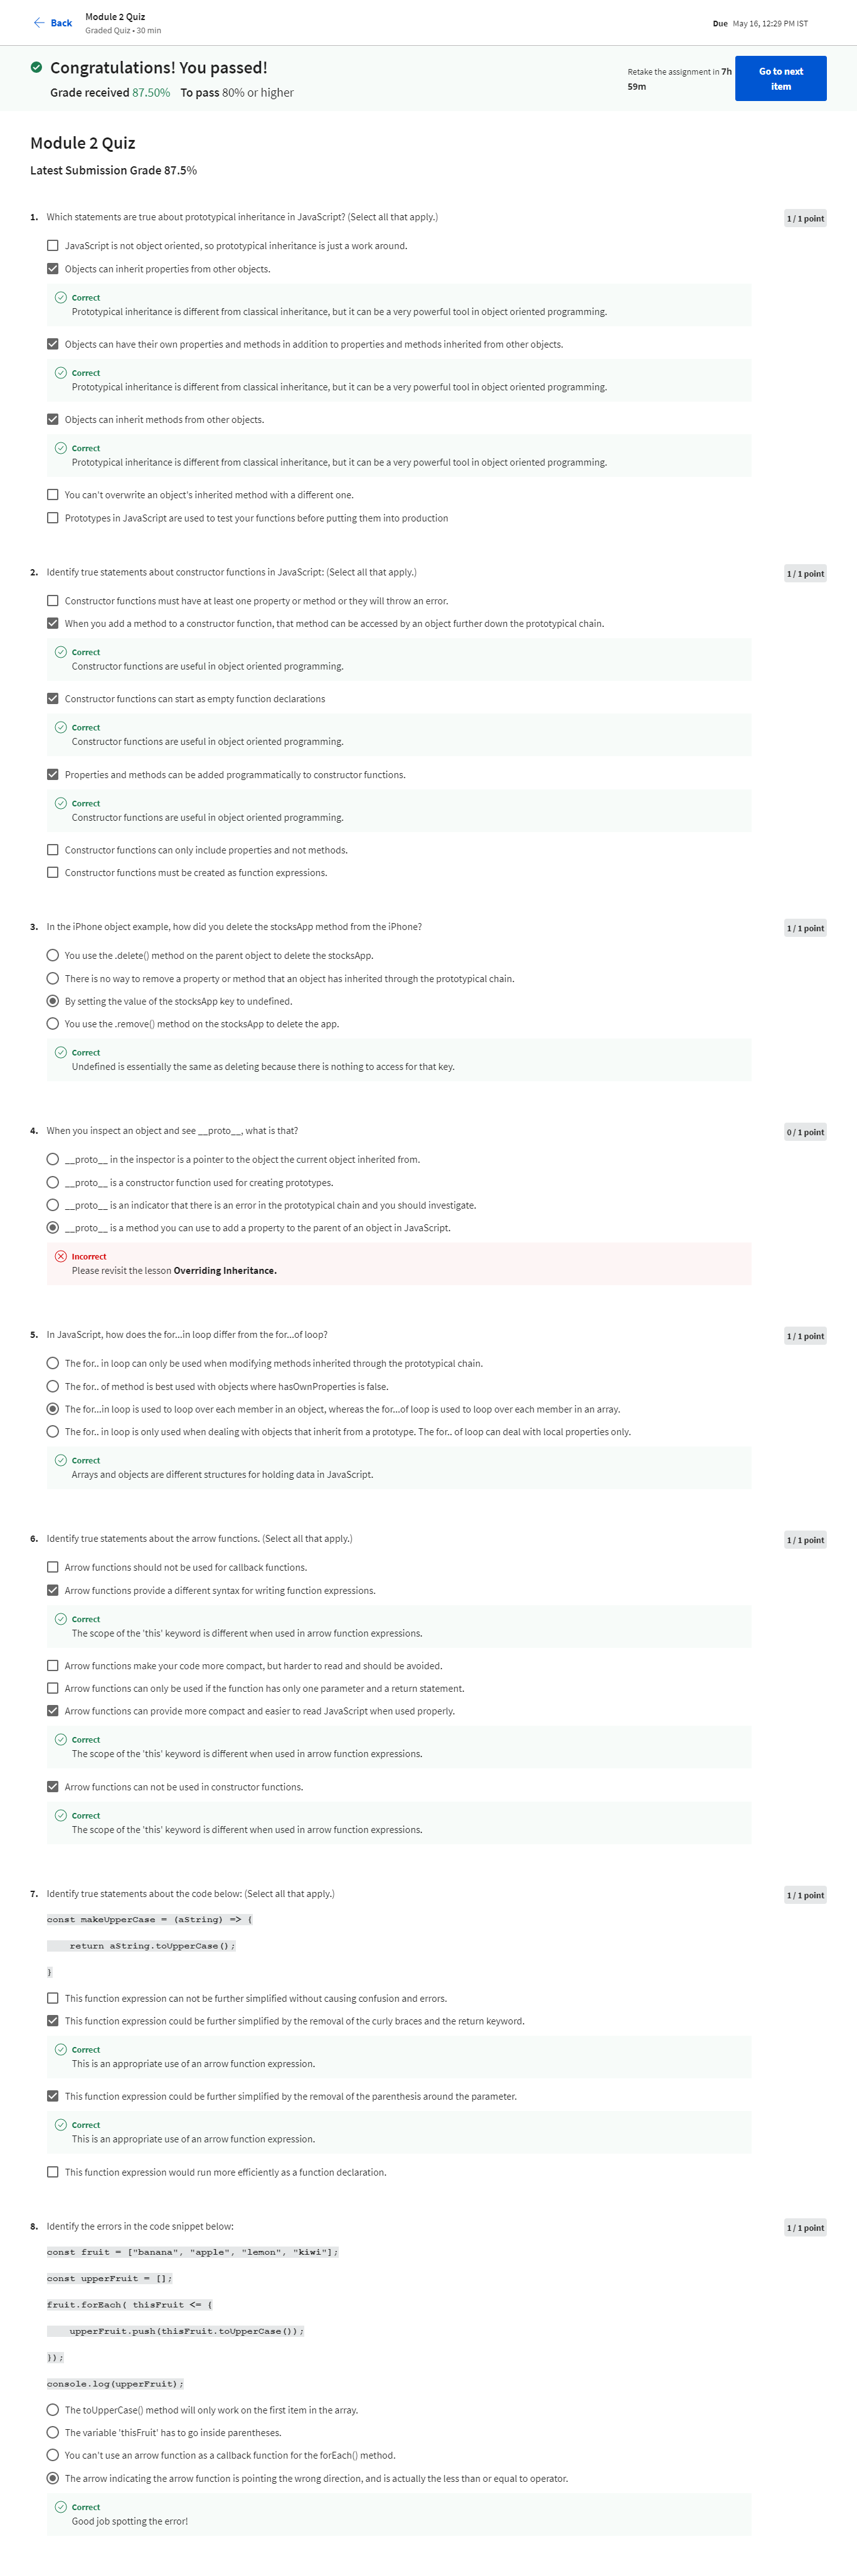 Back
Module 2 Quiz
Graded Quiz • 30 min
Due May 16, 12:29 PM IST
Congratulations! You passed!
Grade received 87.50% To pass 80% or higher
Retake the assignment in 7h
59m
Go to next
item
Module 2 Quiz
Latest Submission Grade 87.5%
1. Which statements are true about prototypical inheritance in JavaScript? (Select all that apply.)
1 / 1 point
JavaScript is not object oriented, so prototypical inheritance is just a work around.
Objects can inherit properties from other objects.
Correct
Prototypical inheritance is different from classical inheritance, but it can be a very powerful tool in object oriented programming.
Objects can have their own properties and methods in addition to properties and methods inherited from other objects.
Correct
Prototypical inheritance is different from classical inheritance, but it can be a very powerful tool in object oriented programming.
Objects can inherit methods from other objects.
Correct
Prototypical inheritance is different from classical inheritance, but it can be a very powerful tool in object oriented programming.
You can't overwrite an object's inherited method with a different one.
Prototypes in JavaScript are used to test your functions before putting them into production
2. Identify true statements about constructor functions in JavaScript: (Select all that apply.)
1 / 1 point
Constructor functions must have at least one property or method or they will throw an error.
When you add a method to a constructor function, that method can be accessed by an object further down the prototypical chain.
Correct
Constructor functions are useful in object oriented programming.
Constructor functions can start as empty function declarations
Correct
Constructor functions are useful in object oriented programming.
Properties and methods can be added programmatically to constructor functions.
Correct
Constructor functions are useful in object oriented programming.
Constructor functions can only include properties and not methods.
Constructor functions must be created as function expressions.
3. In the iPhone object example, how did you delete the stocksApp method from the iPhone?
1 / 1 point
You use the .delete() method on the parent object to delete the stocksApp.
There is no way to remove a property or method that an object has inherited through the prototypical chain.
By setting the value of the stocksApp key to undefined.
You use the .remove() method on the stocksApp to delete the app.
Correct
Undefined is essentially the same as deleting because there is nothing to access for that key.
4. When you inspect an object and see __proto__, what is that?
0 / 1 point
__proto__ in the inspector is a pointer to the object the current object inherited from.
__proto__ is a constructor function used for creating prototypes.
__proto__ is an indicator that there is an error in the prototypical chain and you should investigate.
__proto__ is a method you can use to add a property to the parent of an object in JavaScript.
Incorrect
Please revisit the lesson Overriding Inheritance.
5. In JavaScript, how does the for...in loop differ from the for...of loop?
1 / 1 point
The for.. in loop can only be used when modifying methods inherited through the prototypical chain.
The for.. of method is best used with objects where hasOwnProperties is false.
The for...in loop is used to loop over each member in an object, whereas the for...of loop is used to loop over each member in an array.
The for.. in loop is only used when dealing with objects that inherit from a prototype. The for.. of loop can deal with local properties only.
Correct
Arrays and objects are different structures for holding data in JavaScript.
6. Identify true statements about the arrow functions. (Select all that apply.)
1 / 1 point
Arrow functions should not be used for callback functions.
Arrow functions provide a different syntax for writing function expressions.
Correct
The scope of the 'this' keyword is different when used in arrow function expressions.
Arrow functions make your code more compact, but harder to read and should be avoided.
Arrow functions can only be used if the function has only one parameter and a return statement.
Arrow functions can provide more compact and easier to read JavaScript when used properly.
Correct
The scope of the 'this' keyword is different when used in arrow function expressions.
Arrow functions can not be used in constructor functions.
Correct
The scope of the 'this' keyword is different when used in arrow function expressions.
7. Identify true statements about the code below: (Select all that apply.)
1 / 1 point
const makeUpperCase = (aString) => {
return aString.toUpperCase();
}
This function expression can not be further simplified without causing confusion and errors.
This function expression could be further simplified by the removal of the curly braces and the return keyword.
Correct
This is an appropriate use of an arrow function expression.
This function expression could be further simplified by the removal of the parenthesis around the parameter.
Correct
This is an appropriate use of an arrow function expression.
This function expression would run more efficiently as a function declaration.
8. Identify the errors in the code snippet below:
1 / 1 point
const fruit = ["banana", "apple", "lemon", "kiwi"];
const upperFruit = [];
fruit.forEach( thisFruit <= {
upperFruit.push(thisFruit.toUpperCase());
});
console.log(upperFruit);
The toUpperCase() method will only work on the first item in the array.
The variable 'thisFruit' has to go inside parentheses.
You can't use an arrow function as a callback function for the forEach() method.
The arrow indicating the arrow function is pointing the wrong direction, and is actually the less than or equal to operator.
Correct
Good job spotting the error!